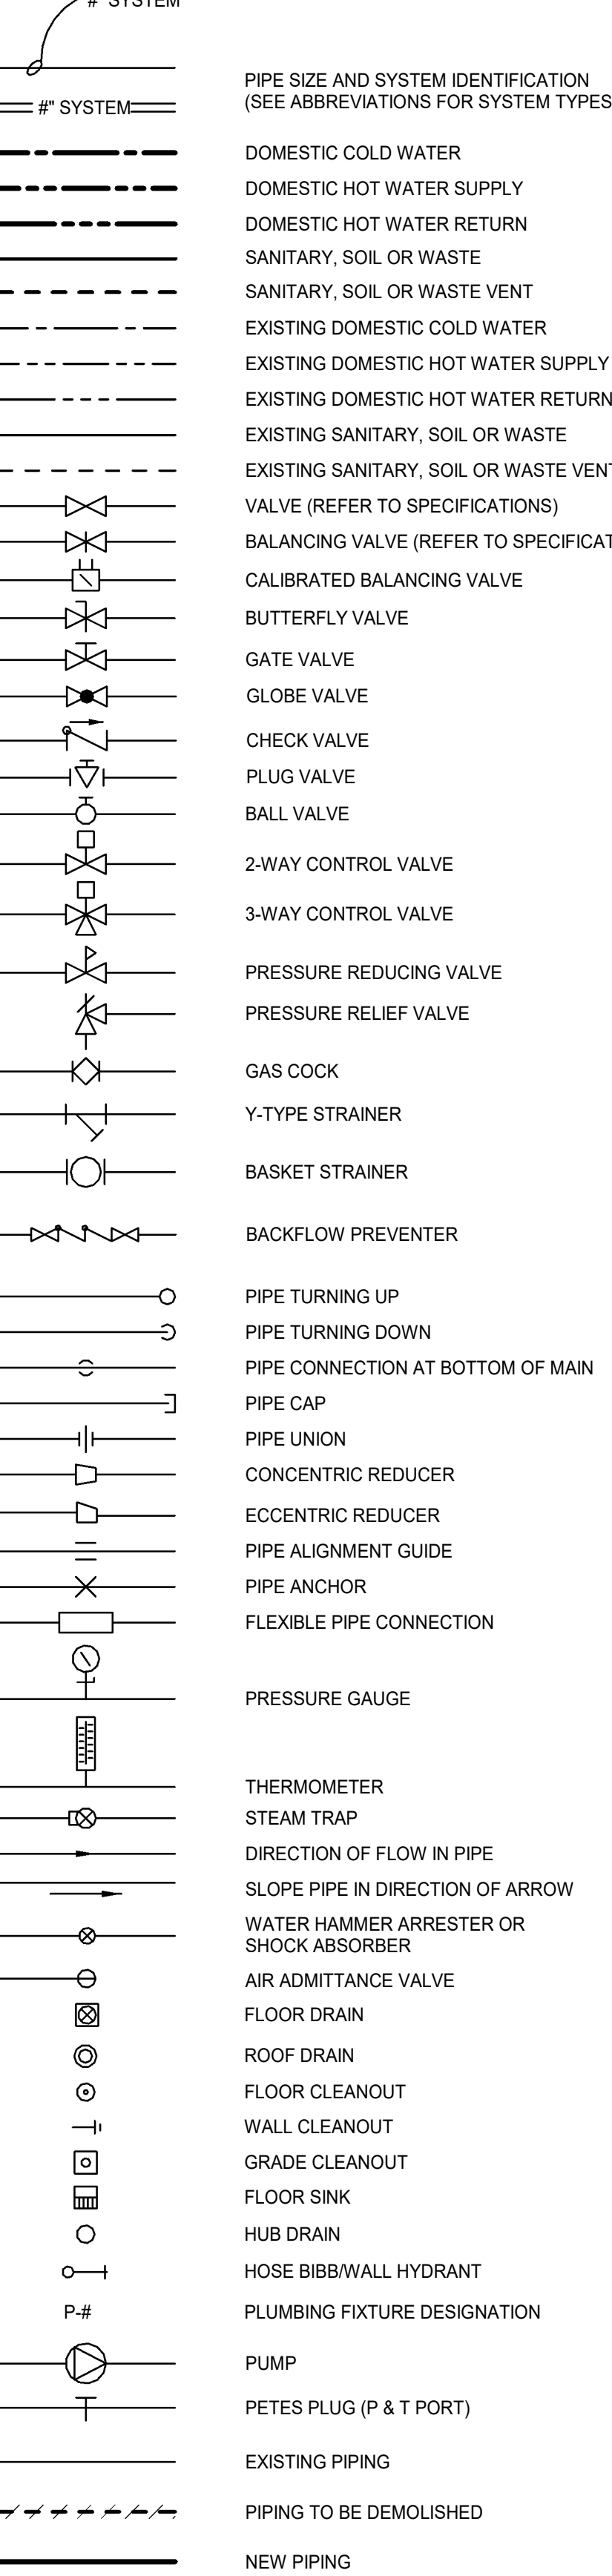 #" SYSTEM
PIPE SIZE AND SYSTEM IDENTIFICATION
#" SYSTEM
(SEE ABBREVIATIONS FOR SYSTEM TYPES
DOMESTIC COLD WATER
DOMESTIC HOT WATER SUPPLY
DOMESTIC HOT WATER RETURN
SANITARY, SOIL OR WASTE
SANITARY, SOIL OR WASTE VENT
EXISTING DOMESTIC COLD WATER
EXISTING DOMESTIC HOT WATER SUPPLY
EXISTING DOMESTIC HOT WATER RETURN
EXISTING SANITARY, SOIL OR WASTE
EXISTING SANITARY, SOIL OR WASTE VENT
VALVE (REFER TO SPECIFICATIONS)
BALANCING VALVE (REFER TO SPECIFICAT
CALIBRATED BALANCING VALVE
BUTTERFLY VALVE
GATE VALVE
GLOBE VALVE
CHECK VALVE
PLUG VALVE
BALL VALVE
2-WAY CONTROL VALVE
3-WAY CONTROL VALVE
PRESSURE REDUCING VALVE
PRESSURE RELIEF VALVE
GAS COCK
Y-TYPE STRAINER
BASKET STRAINER
BACKFLOW PREVENTER
PIPE TURNING UP
PIPE TURNING DOWN
PIPE CONNECTION AT BOTTOM OF MAIN
PIPE CAP
PIPE UNION
CONCENTRIC REDUCER
ECCENTRIC REDUCER
PIPE ALIGNMENT GUIDE
PIPE ANCHOR
FLEXIBLE PIPE CONNECTION
PRESSURE GAUGE
THERMOMETER
STEAM TRAP
DIRECTION OF FLOW IN PIPE
SLOPE PIPE IN DIRECTION OF ARROW
WATER HAMMER ARRESTER OR
SHOCK ABSORBER
AIR ADMITTANCE VALVE
FLOOR DRAIN
ROOF DRAIN
FLOOR CLEANOUT
WALL CLEANOUT
GRADE CLEANOUT
FLOOR SINK
HUB DRAIN
HOSE BIBB/WALL HYDRANT
P-# PLUMBING FIXTURE DESIGNATION
PUMP
PETES PLUG (P & T PORT)
EXISTING PIPING
PIPING TO BE DEMOLISHED
NEW PIPING